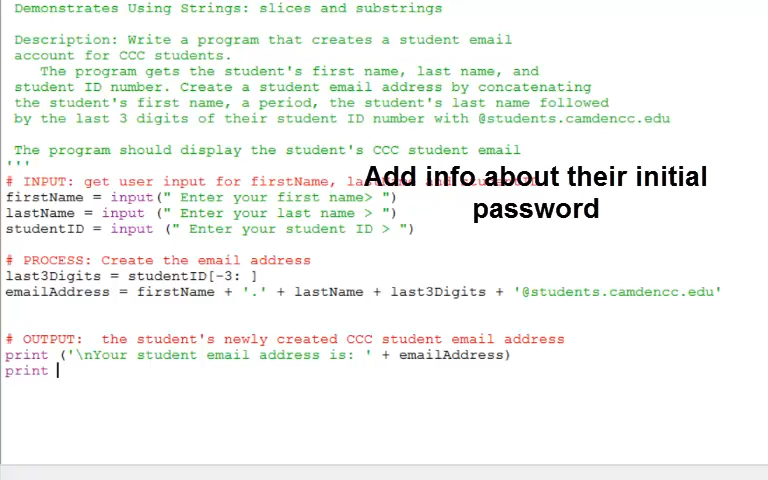 Demonstrates Using Strings: slices and substrings
Description: Write a program that creates a student email
account for CCC students.
The program gets the student's first name, last name, and
student ID number. Create a student email address by concatenating
the student's first name, a period, the student's last name followed
by the last 3 digits of their student ID number with @students.camdencc.edu
The program should display the student's CCC student email
'''
# INPUT: get user input for firstName, and
Add info about their initial
password
firstName = input(" Enter your first name> ")
lastName = input (" Enter your last name > ")
studentID = input (" Enter your student ID > ")
# PROCESS: Create the email address
last3Digits = studentID[-3: ]
emailAddress = firstName + '.' + lastName + last3Digits + '@students.camdencc.edu'
# OUTPUT:  the student's newly created CCC student email address
print ('\nYour student email address is: ' + emailAddress)
print